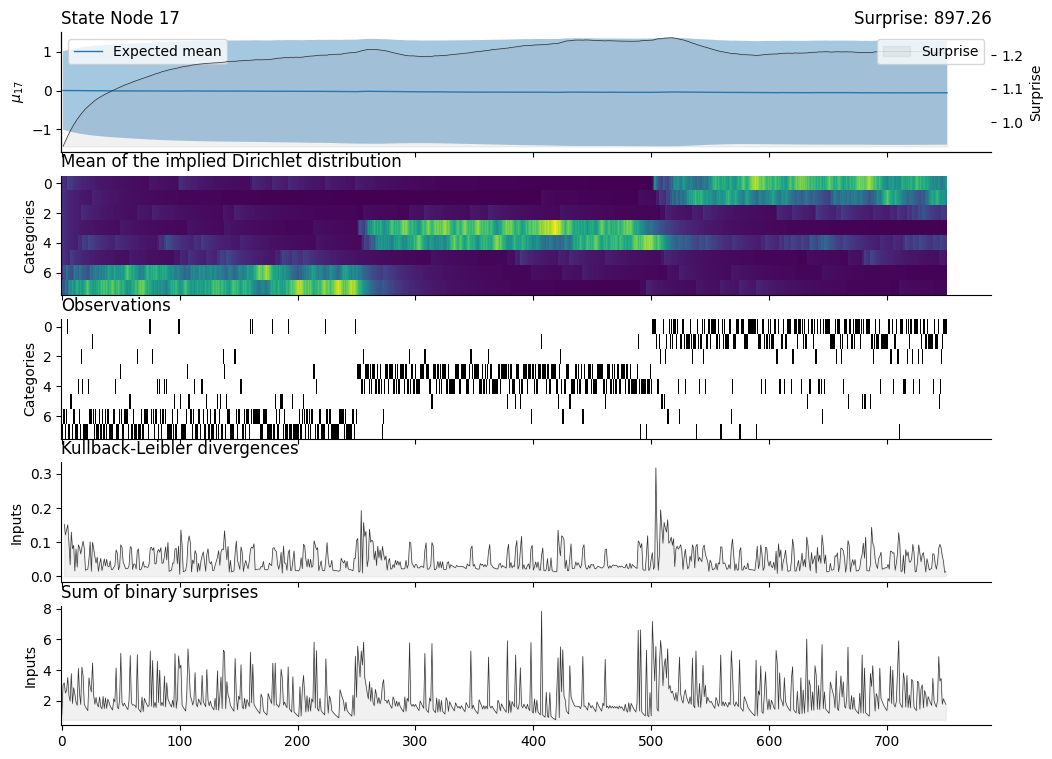 State Node 17 Surprise: 897.26
Expected mean Surprise
1
0
−1
μ17
1.2
1.1
1.0
Surprise
Mean of the implied Dirichlet distribution
0
2
4
6
Categories
Observations
0
2
4
6
Categories
Kullback-Leibler divergences
0.3
0.2
0.1
0.0
Inputs
Sum of binary surprises
8
6
4
2
Inputs
0 100 200 300 400 500 600 700